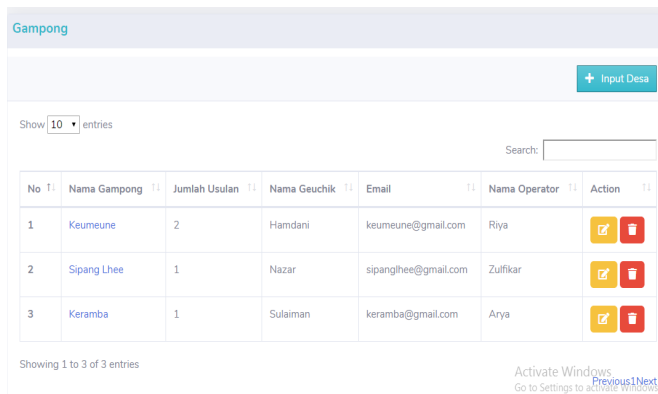 Gampong
+ Input Desa
Show 10 entries
Search:
No Nama Gampong Jumlah Usulan Nama Geuchik Email Nama Operator Action
1 Keumeune 2 Hamdani keumeune@gmail.com Riya
2 Sipang Lhee 1 Nazar sipanglhee@gmail.com Zulfikar
3 Keramba 1 Sulaiman keramba@gmail.com Arya
Showing 1 to 3 of 3 entries
Activate Windows
Previous1Next
Go to Settings to activate Windows